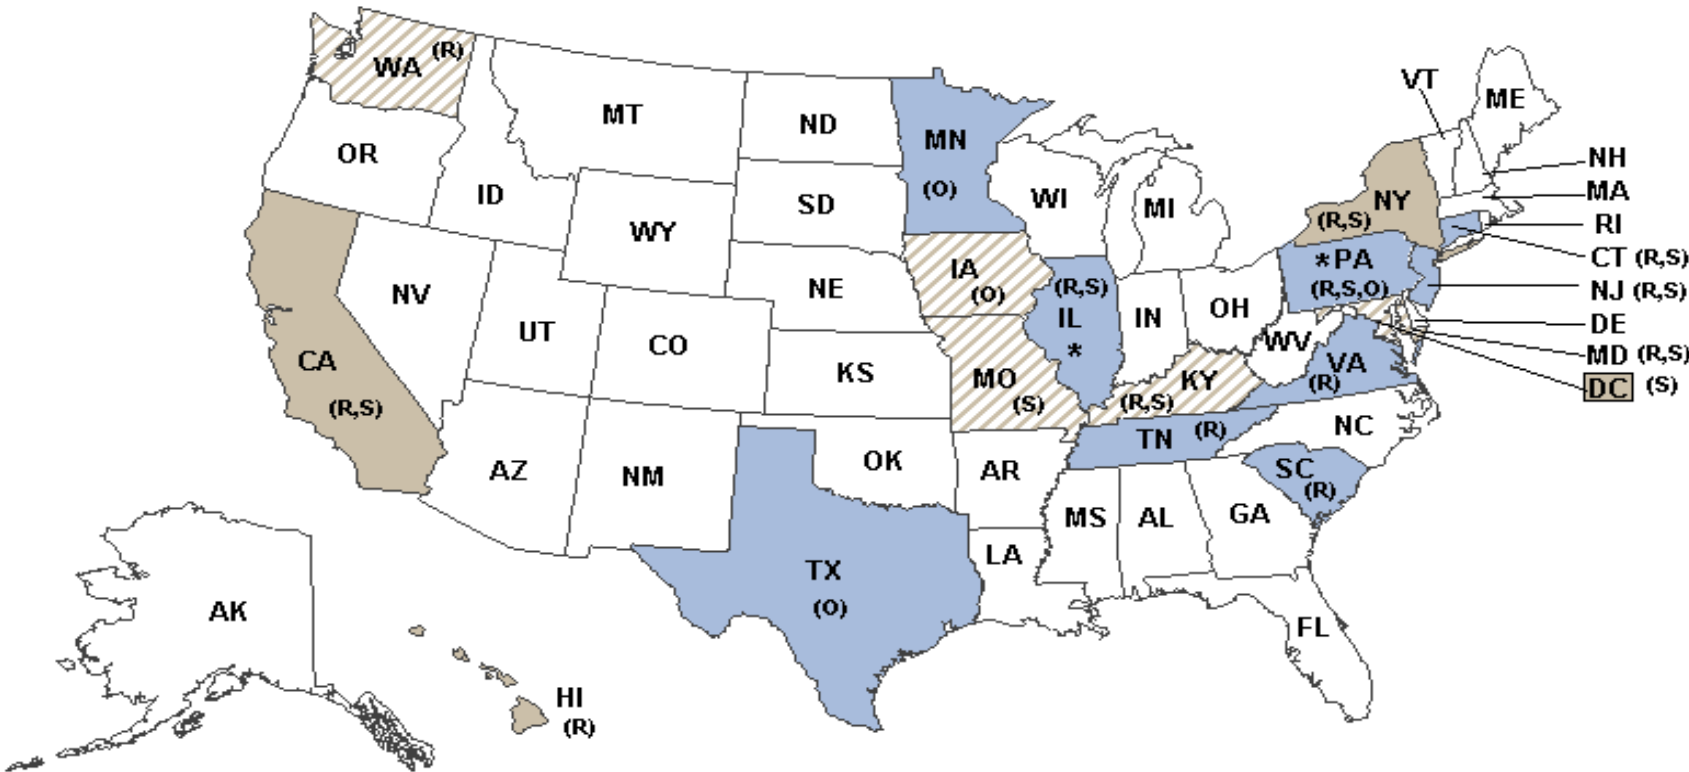 WA (R)
VT
ME
MT
ND
MN
OR
NH
(O)
ID
SD
WI
MI
NY
MA
(R,S)
RI
WY
IA
(O)
*PA
CT (R,S)
NV
NE
(R,S)
(R,S,O)
NJ (R,S)
UT
IL
IN
OH
DE
CO
*
WV
MD (R,S)
CA
KS
MO
KY
VA
DC (S)
(R,S)
(S)
(R,S)
(R)
TN (R)
NC
AZ
NM
OK
AR
SC
(R)
MS
AL
GA
LA
TX
(O)
AK
FL
HI
(R)